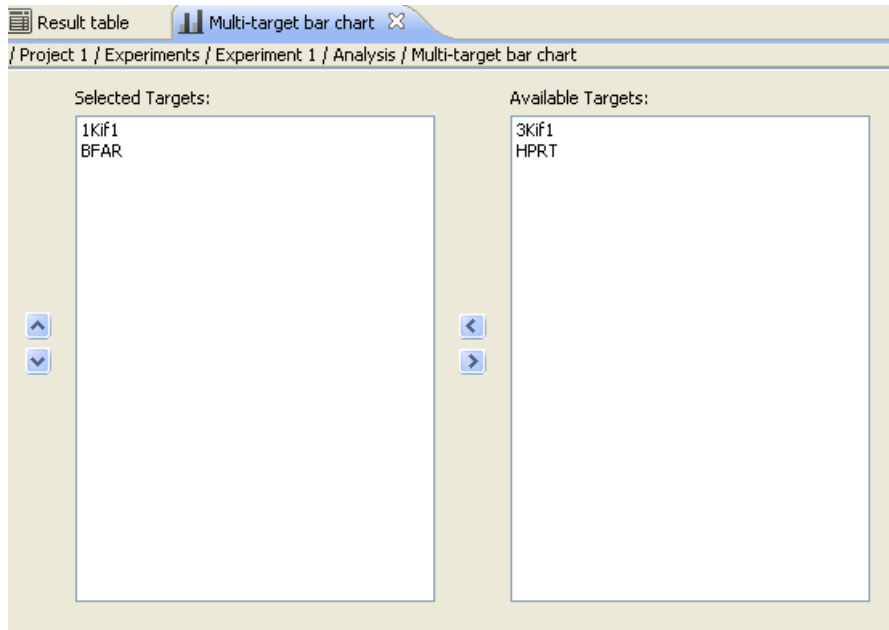 Result table
Multi-target bar chart
/ Project 1 / Experiments / Experiment 1 / Analysis / Multi-target bar chart
Selected Targets:
1Kif1
BFAR
Available Targets:
3Kif1
HPRT